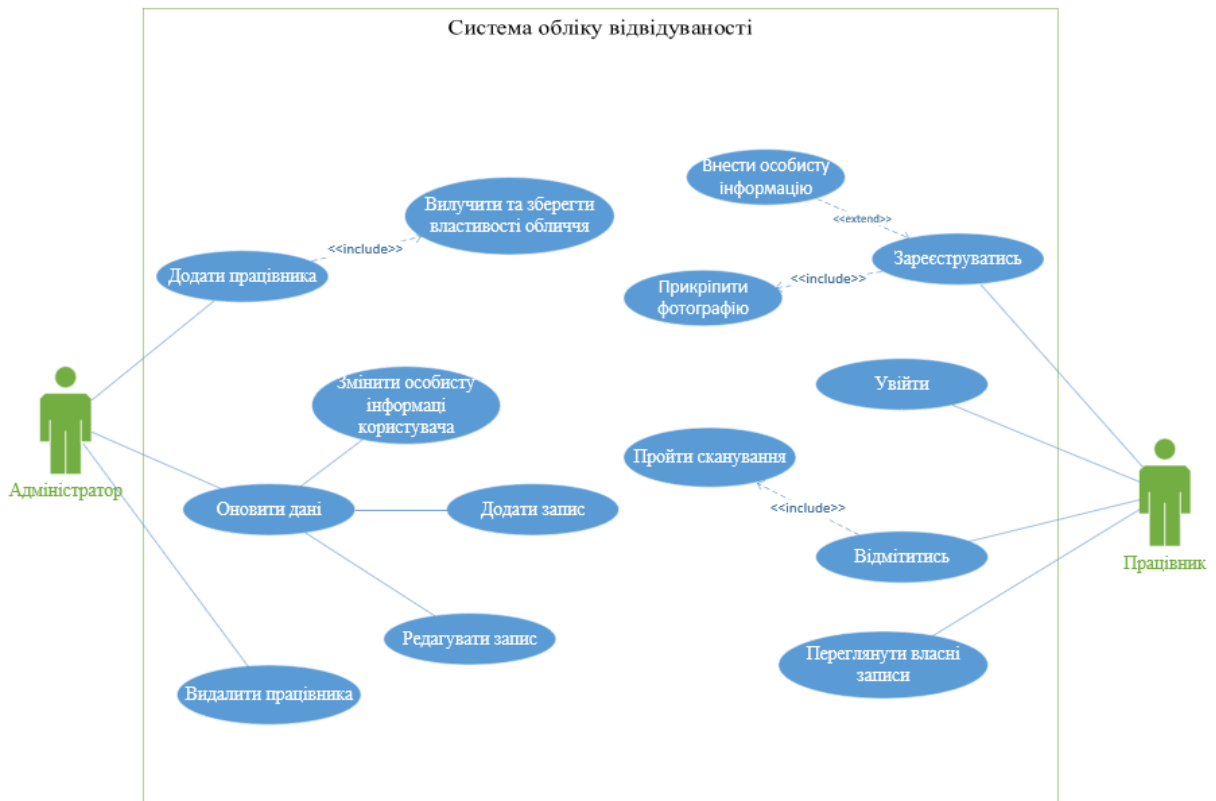 Система обліку відвідуваності
Внести особисту
інформацію
<<extend>>
Вилучити та зберегти
властивості обличчя
<<include>>
Додати працівника
Зареєструватись
<<include>>
Прикріпити
фотографію
Змінити особисту
інформаці
користувача
Увійти
Пройти сканування
<<include>>
Адміністратор
Оновити дані
Додати запис
Відмітитись
Працівник
Редагувати запис
Переглянути власні
записи
Видалити працівника